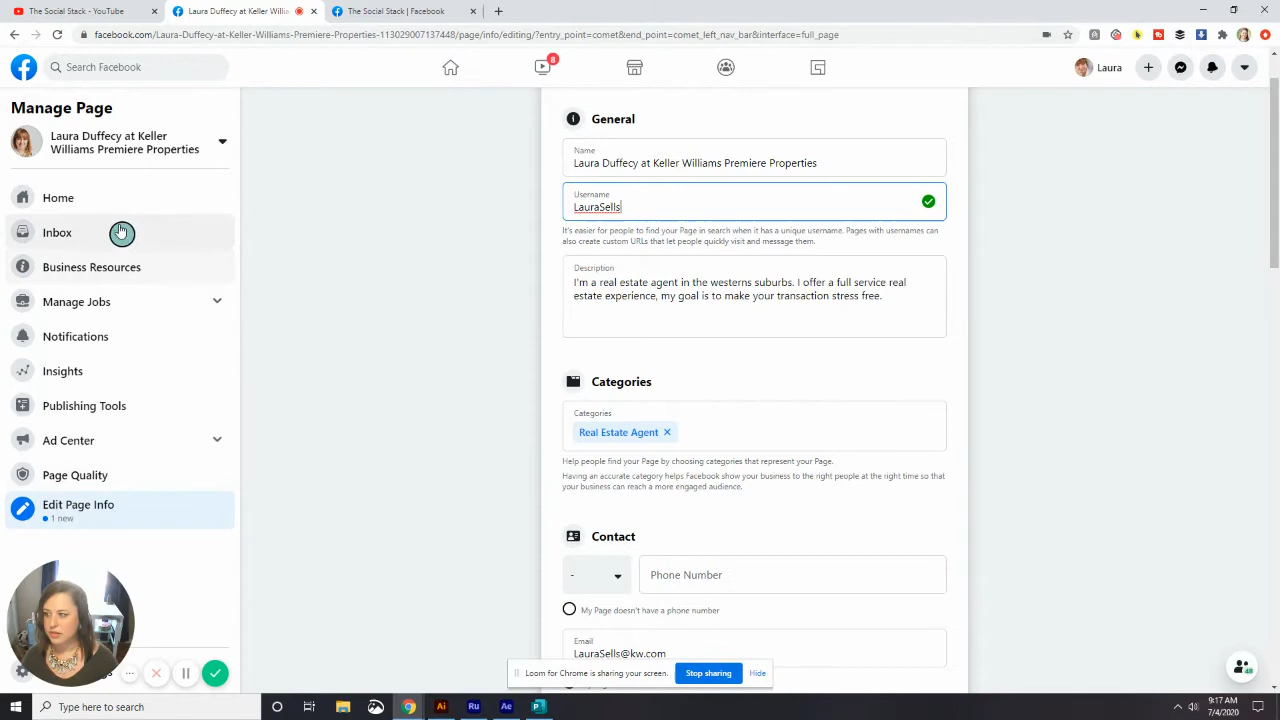 The Social Stack - YouTube
Laura Duffecy at Keller Willia
The Social Stack | Facebook
facebook.com/Laura-Duffecy-at-Keller-Williams-Premiere-Properties-113029007137448/page/info/editing/?entry_point=comet&end_point=comet_left_nav_bar&interface=full_page
Search Facebook
8
Laura
Manage Page
Laura Duffecy at Keller
Williams Premiere Properties
Home
Inbox
Business Resources
Manage Jobs
Notifications
Insights
Publishing Tools
Ad Center
Page Quality
Edit Page Info
1 new
General
Name
Laura Duffecy at Keller Williams Premiere Properties
Username
LauraSells
It's easier for people to find your Page in search when it has a unique username. Pages with usernames can
also create custom URLs that let people quickly visit and message them.
Description
I'm a real estate agent in the westerns suburbs. I offer a full service real
estate experience, my goal is to make your transaction stress free.
Categories
Categories
Real Estate Agent
Help people find your Page by choosing categories that represent your Page.
Having an accurate category helps Facebook show your business to the right people at the right time so that
your business can reach a more engaged audience.
Contact
-
Phone Number
My Page doesn't have a phone number
Email
LauraSells@kw.com
Loom for Chrome is sharing your screen.
Stop sharing
Hide
Type here to search
Ai
Ru
Ae
P
9:17 AM
7/4/2020